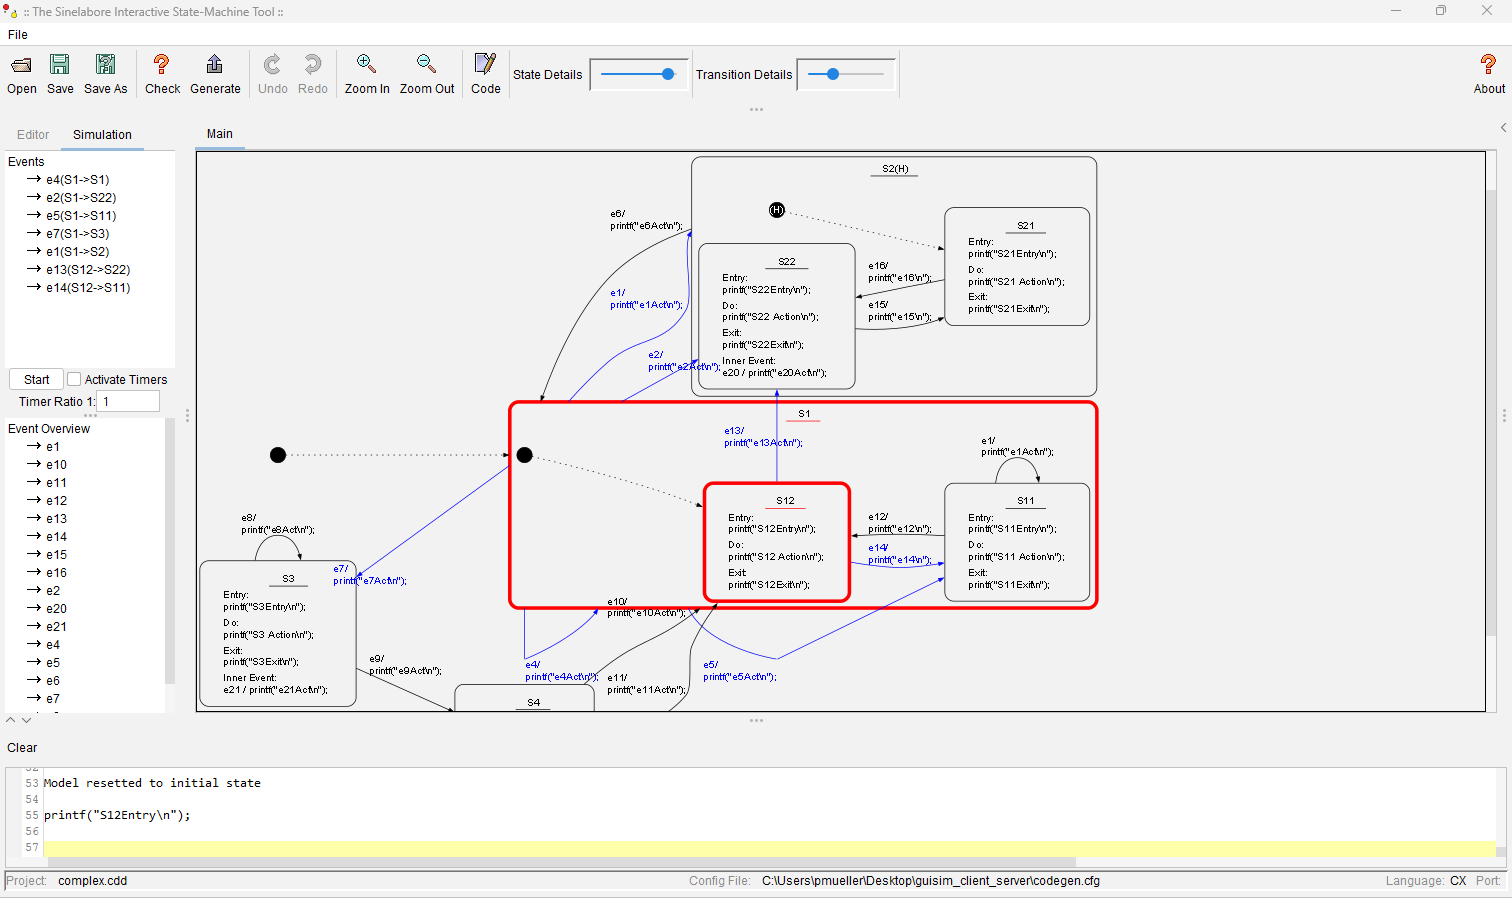 :: The Sinelabore Interactive State-Machine Tool ::
File
Open Save Save As Check Generate Undo Redo Zoom In Zoom Out Code State Details Transition Details About
Editor Simulation
Main
Events
e4(S1->S1)
e2(S1->S22)
e5(S1->S11)
e7(S1->S3)
e1(S1->S2)
e13(S12->S22)
e14(S12->S11)
Start Activate Timers
Timer Ratio 1: 1
Event Overview
e1
e10
e11
e12
e13
e14
e15
e16
e2
e20
e21
e4
e5
e6
e7
S2(H)
(H)
e6/
printf("e6Act\n");
S21
Entry:
printf("S21Entry\n");
Do:
printf("S21 Action\n");
Exit:
printf("S21Exit\n");
S22
Entry:
printf("S22Entry\n");
Do:
printf("S22 Action\n");
Exit:
printf("S22Exit\n");
Inner Event:
e20 / printf("e20Act\n");
e16/
printf("e16\n");
e15/
printf("e15\n");
e1/
printf("e1Act\n");
e2/
printf("e2Act\n");
S1
e13/
printf("e13Act\n");
e1/
printf("e1Act\n");
S12
Entry:
printf("S12Entry\n");
Do:
printf("S12 Action\n");
Exit:
printf("S12Exit\n");
e12/
printf("e12\n");
e14/
printf("e14\n");
S11
Entry:
printf("S11Entry\n");
Do:
printf("S11 Action\n");
Exit:
printf("S11Exit\n");
e8/
printf("e8Act\n");
e7/
printf("e7Act\n");
S3
Entry:
printf("S3Entry\n");
Do:
printf("S3 Action\n");
Exit:
printf("S3Exit\n");
Inner Event:
e21 / printf("e21Act\n");
e10/
printf("e10Act\n");
e9/
printf("e9Act\n");
e4/
printf("e4Act\n");
e11/
printf("e11Act\n");
e5/
printf("e5Act\n");
S4
Clear
53 Model resetted to initial state
54
55 printf("S12Entry\n");
56
57
Project: complex.cdd Config File: C:\Users\pmueller\Desktop\guisim_client_server\codegen.cfg Language: CX Port: